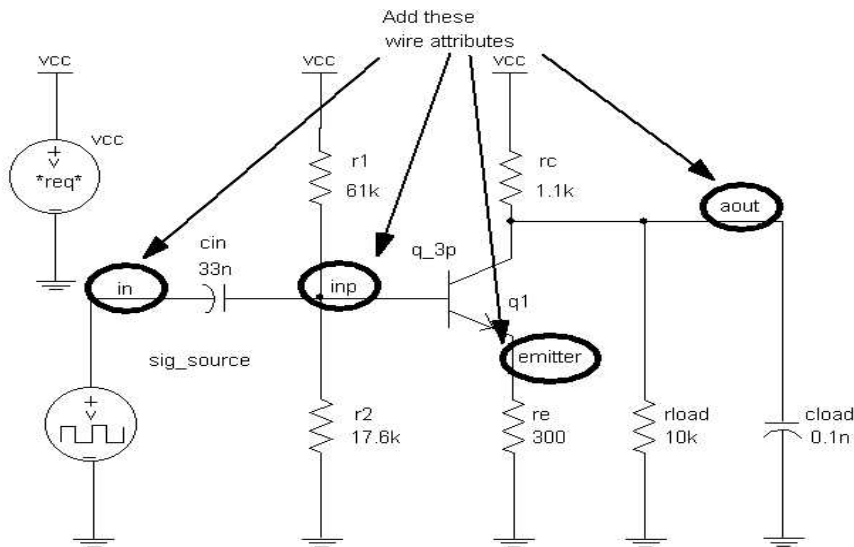 Add these
wire attributes
vcc
vcc
vcc
vcc
+
v
*req*
r1
61k
rc
1.1k
aout
cin
33n
q_3p
in
inp
q1
sig_source
emitter
+
v
r2
17.6k
re
300
rload
10k
cload
0.1n